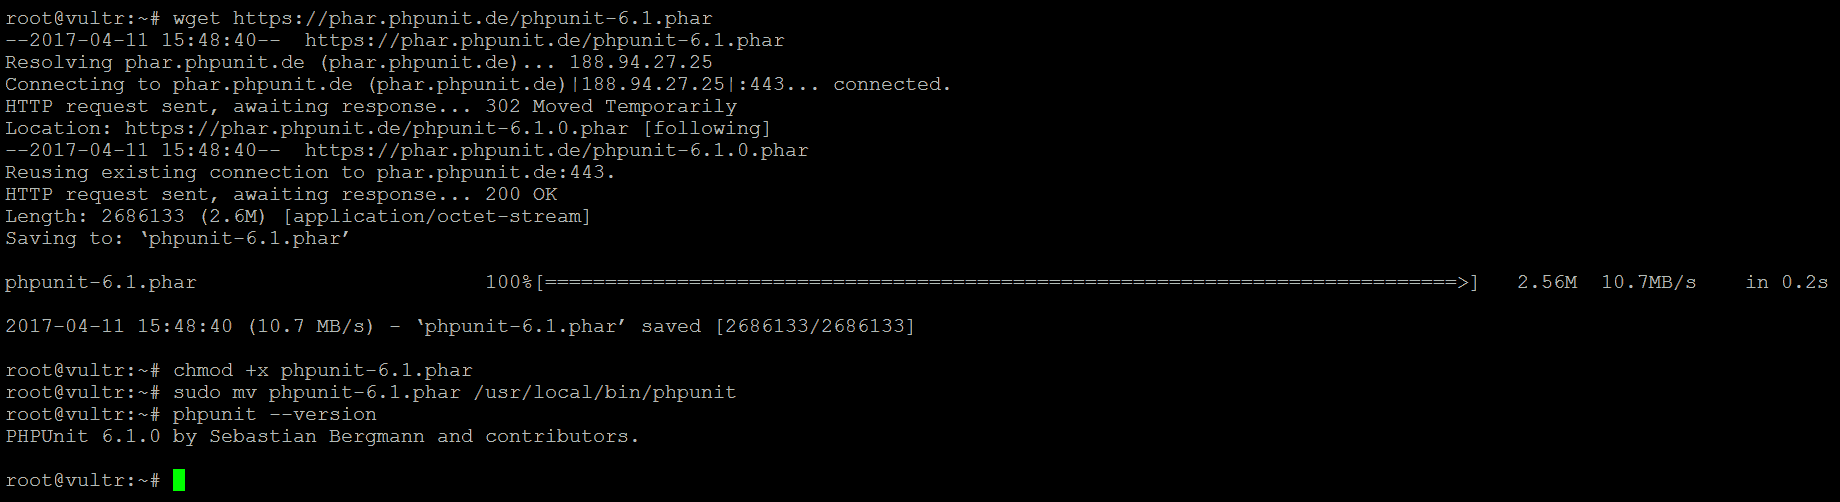 root@vultr:~# wget https://phar.phpunit.de/phpunit-6.1.phar
--2017-04-11 15:48:40--  https://phar.phpunit.de/phpunit-6.1.phar
Resolving phar.phpunit.de (phar.phpunit.de)... 188.94.27.25
Connecting to phar.phpunit.de (phar.phpunit.de)|188.94.27.25|:443... connected.
HTTP request sent, awaiting response... 302 Moved Temporarily
Location: https://phar.phpunit.de/phpunit-6.1.0.phar [following]
--2017-04-11 15:48:40--  https://phar.phpunit.de/phpunit-6.1.0.phar
Reusing existing connection to phar.phpunit.de:443.
HTTP request sent, awaiting response... 200 OK
Length: 2686133 (2.6M) [application/octet-stream]
Saving to: ‘phpunit-6.1.phar’
phpunit-6.1.phar                        100%[============================================================================>]   2.56M  10.7MB/s    in 0.2s
2017-04-11 15:48:40 (10.7 MB/s) - ‘phpunit-6.1.phar’ saved [2686133/2686133]
root@vultr:~# chmod +x phpunit-6.1.phar
root@vultr:~# sudo mv phpunit-6.1.phar /usr/local/bin/phpunit
root@vultr:~# phpunit --version
PHPUnit 6.1.0 by Sebastian Bergmann and contributors.
root@vultr:~#